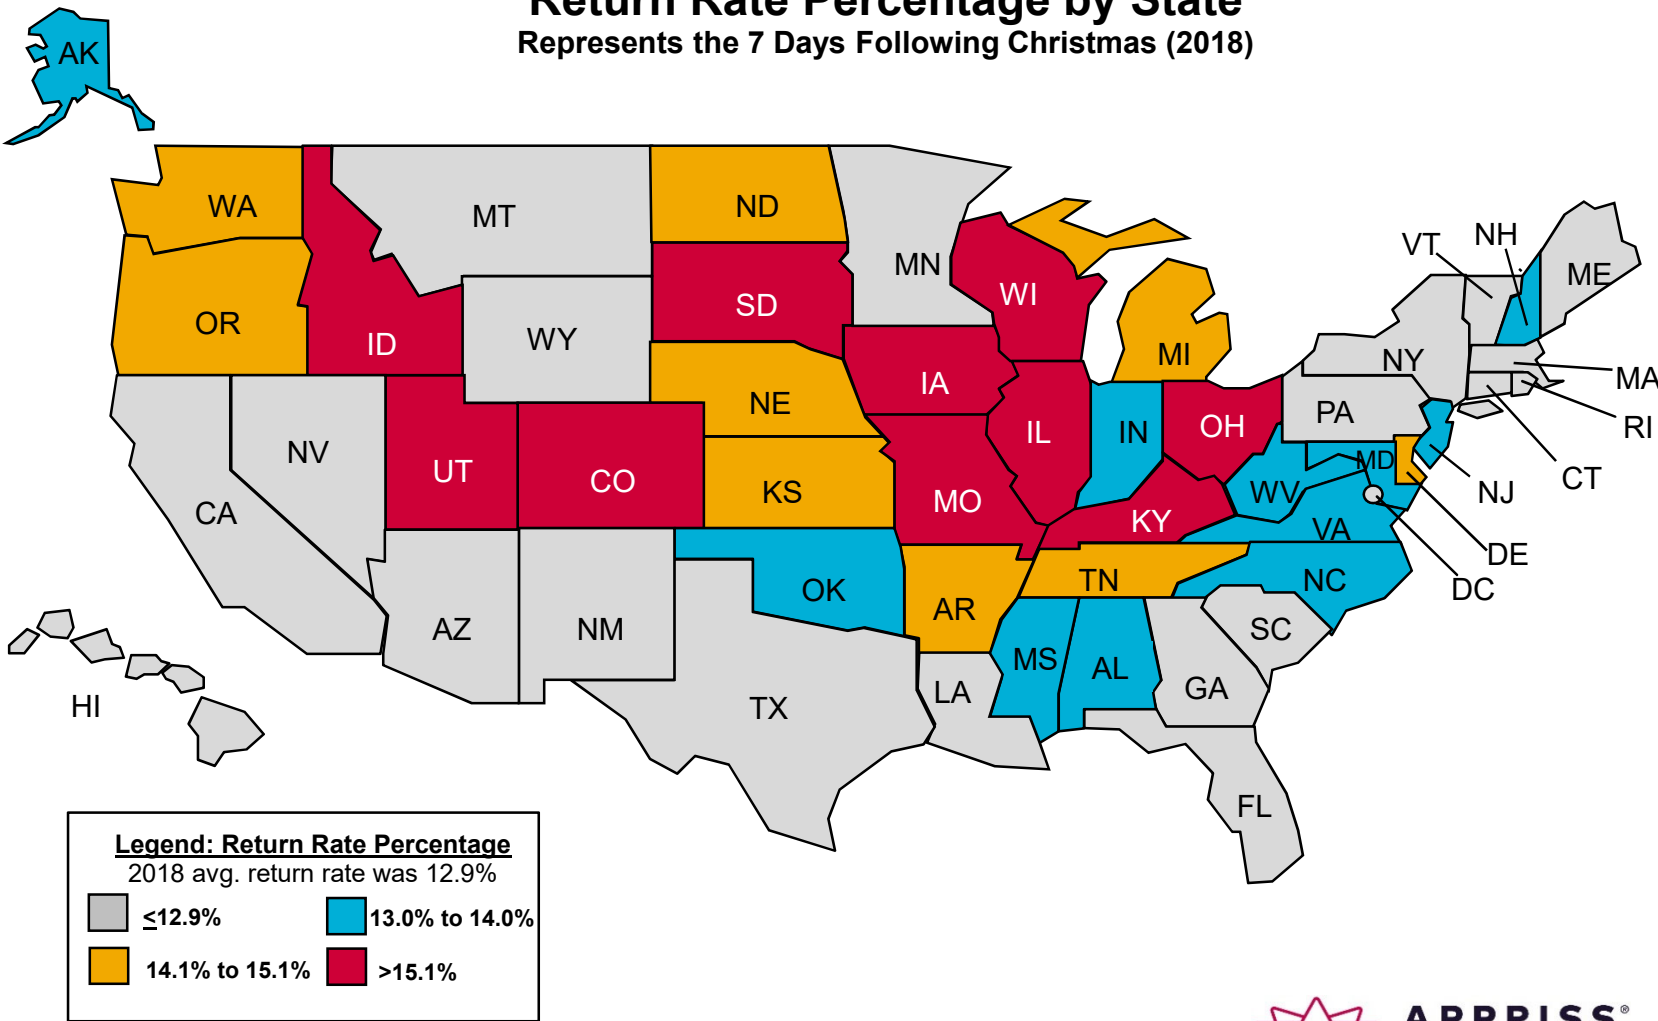 Return Rate Percentage by State
Represents the 7 Days Following Christmas (2018)
AK
WA
MT
ND
MN
VT
NH
ME
OR
ID
WY
SD
WI
MI
NY
MA
NV
UT
CO
NE
IA
IL
IN
OH
PA
RI
CA
KS
MO
KY
WV
MD
VA
NJ
CT
DE
DC
AZ
NM
OK
AR
TN
NC
SC
HI
TX
LA
MS
AL
GA
FL
Legend: Return Rate Percentage
2018 avg. return rate was 12.9%
≤12.9%
13.0% to 14.0%
14.1% to 15.1%
>15.1%
APPRISS®